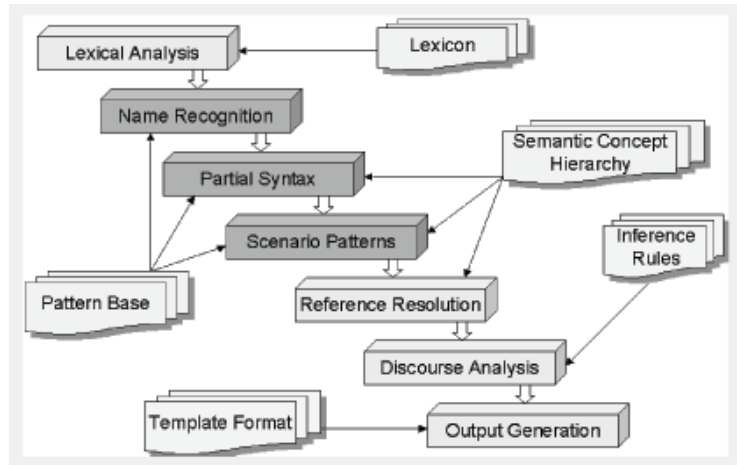 Lexical Analysis
Lexicon
Name Recognition
Semantic Concept
Hierarchy
Partial Syntax
Scenario Patterns
Inference
Rules
Pattern Base
Reference Resolution
Discourse Analysis
Template Format
Output Generation